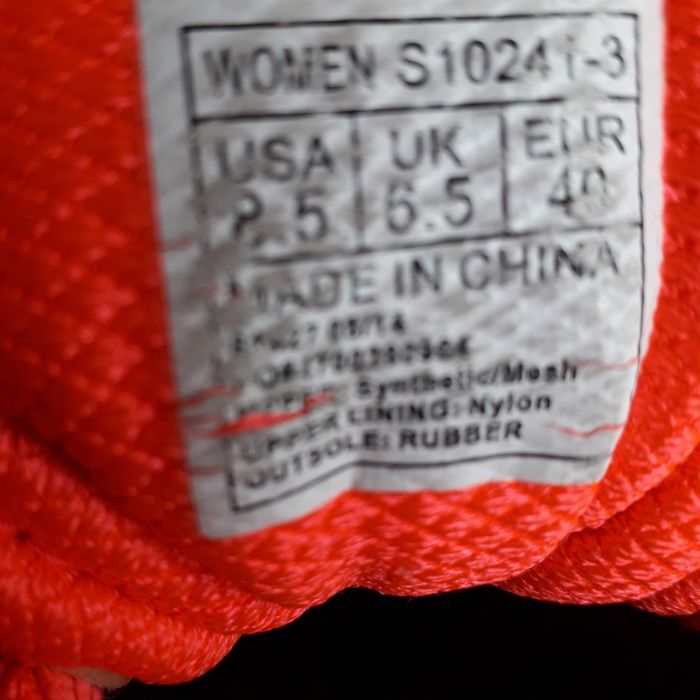 WOMEN S10241-3
USA UK EUR
8.5 6.5 40
MADE IN CHINA
UPPER: Synthetic/Mesh
UPPER LINING: Nylon
OUTSOLE: RUBBER